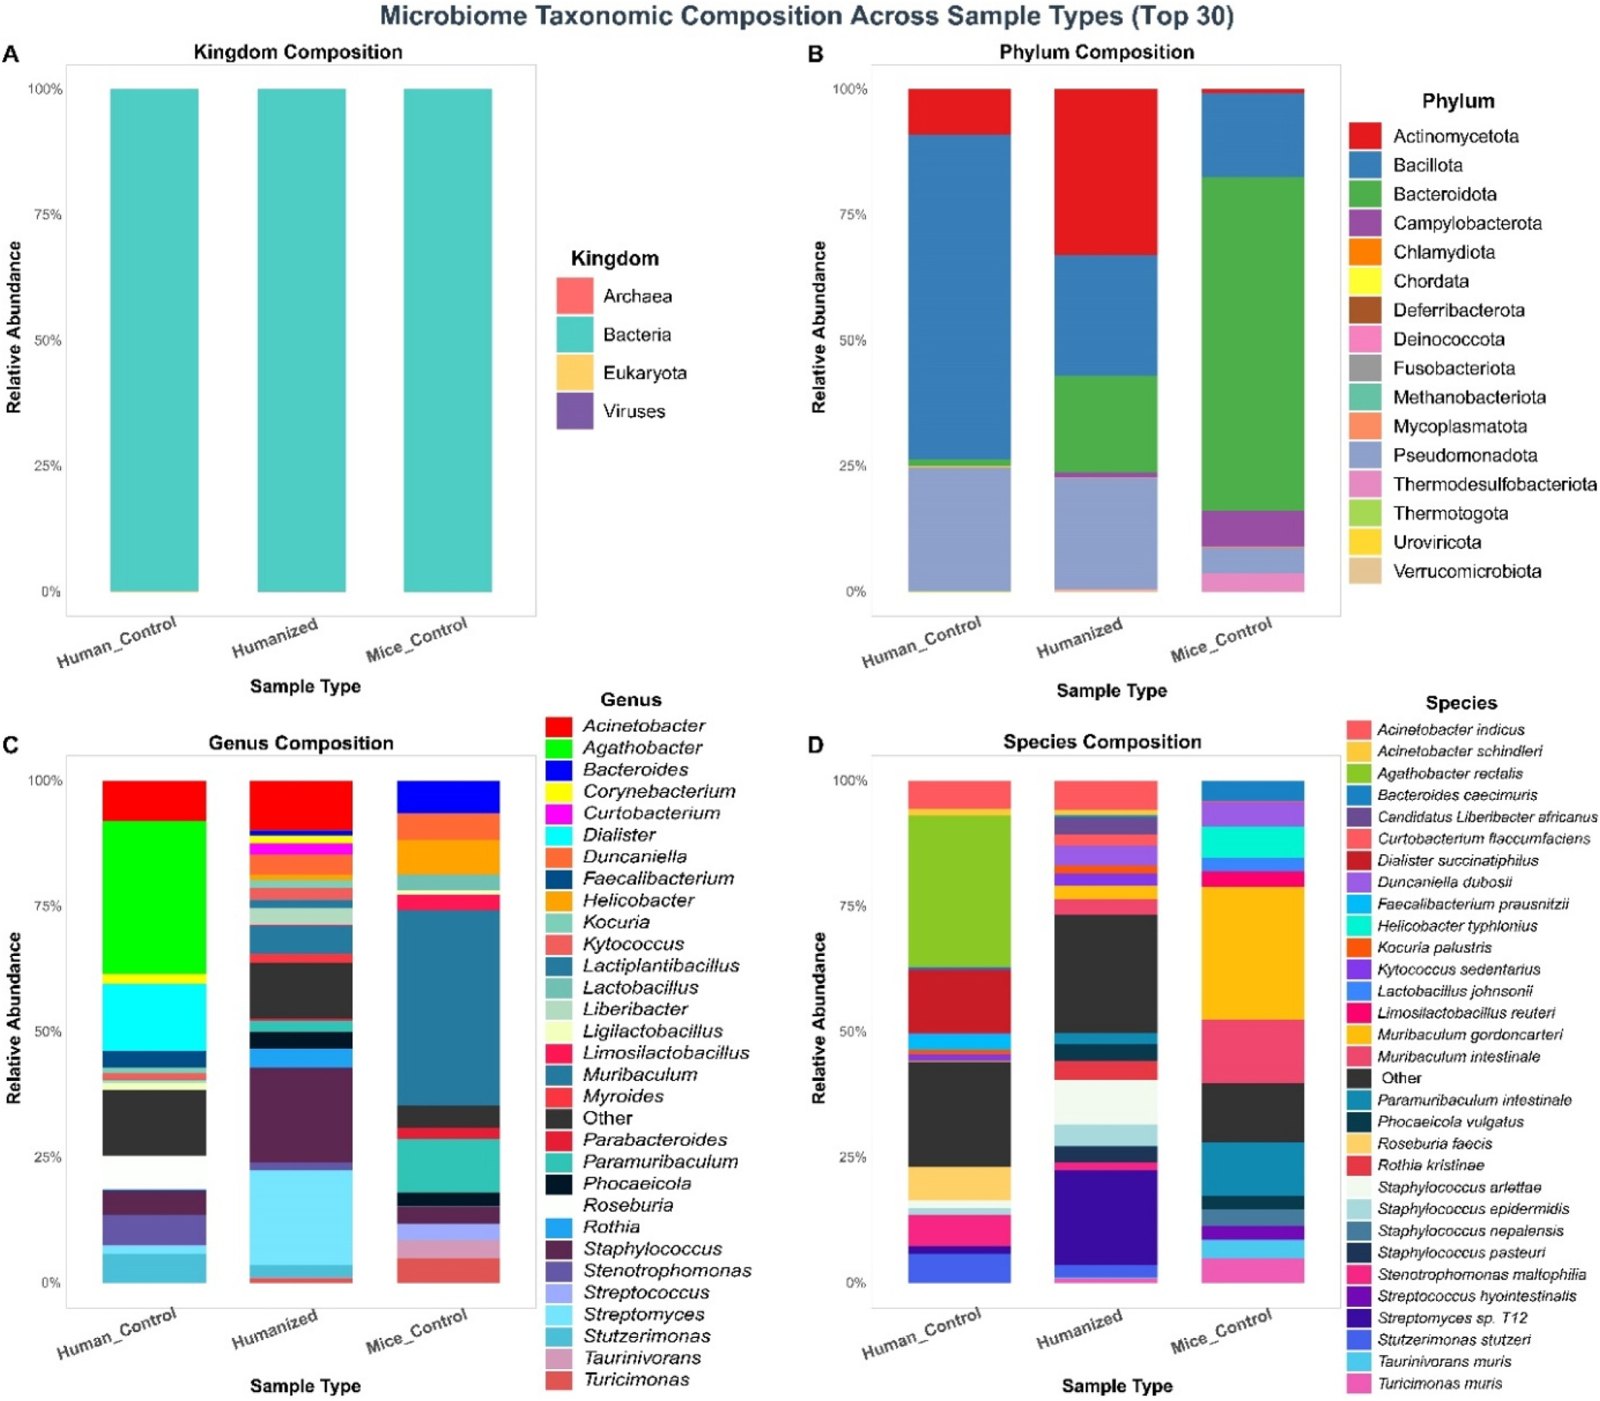 Microbiome Taxonomic Composition Across Sample Types (Top 30)
A
Kingdom Composition
100%
75%
50%
25%
0%
Relative Abundance
Human_Control
Humanized
Mice_Control
Sample Type
Kingdom
Archaea
Bacteria
Eukaryota
Viruses
B
Phylum Composition
100%
75%
50%
25%
0%
Relative Abundance
Human_Control
Humanized
Mice_Control
Sample Type
Phylum
Actinomycetota
Bacillota
Bacteroidota
Campylobacterota
Chlamydiota
Chordata
Deferribacterota
Deinococcota
Fusobacteriota
Methanobacteriota
Mycoplasmatota
Pseudomonadota
Thermodesulfobacteriota
Thermotogota
Uroviricota
Verrucomicrobiota
C
Genus Composition
100%
75%
50%
25%
0%
Relative Abundance
Human_Control
Humanized
Mice_Control
Sample Type
Genus
Acinetobacter
Agathobacter
Bacteroides
Corynebacterium
Curtobacterium
Dialister
Duncaniella
Faecalibacterium
Helicobacter
Kocuria
Kytococcus
Lactiplantibacillus
Lactobacillus
Liberibacter
Ligilactobacillus
Limosilactobacillus
Muribaculum
Myroides
Other
Parabacteroides
Paramuribaculum
Phocaeicola
Roseburia
Rothia
Staphylococcus
Stenotrophomonas
Streptococcus
Streptomyces
Stutzerimonas
Taurinivorans
Turicimonas
D
Species Composition
100%
75%
50%
25%
0%
Relative Abundance
Human_Control
Humanized
Mice_Control
Sample Type
Species
Acinetobacter indicus
Acinetobacter schindleri
Agathobacter rectalis
Bacteroides caecimuris
Candidatus Liberibacter africanus
Curtobacterium flaccumfaciens
Dialister succinatiphilus
Duncaniella dubosii
Faecalibacterium prausnitzii
Helicobacter typhlonius
Kocuria palustris
Kytococcus sedentarius
Lactobacillus johnsonii
Limosilactobacillus reuteri
Muribaculum gordoncarteri
Muribaculum intestinale
Other
Paramuribaculum intestinale
Phocaeicola vulgatus
Roseburia faecis
Rothia kristinae
Staphylococcus arlettae
Staphylococcus epidermidis
Staphylococcus nepalensis
Staphylococcus pasteuri
Stenotrophomonas maltophilia
Streptococcus hyointestinalis
Streptomyces sp. T12
Stutzerimonas stutzeri
Taurinivorans muris
Turicimonas muris